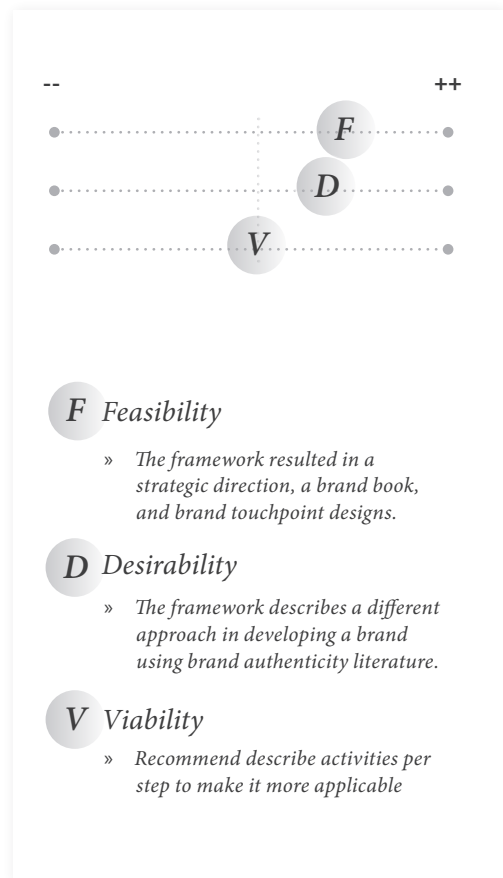 -- ++
F
D
V
F Feasibility
» The framework resulted in a
strategic direction, a brand book,
and brand touchpoint designs.
D Desirability
» The framework describes a different
approach in developing a brand
using brand authenticity literature.
V Viability
» Recommend describe activities per
step to make it more applicable